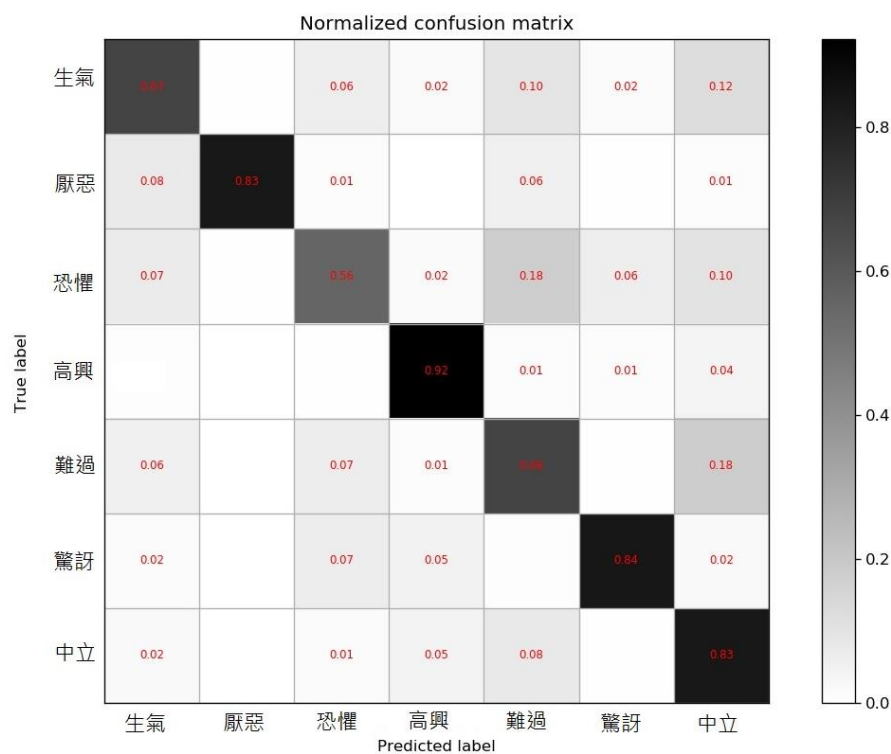 Normalized confusion matrix
生氣 0.67 0.06 0.02 0.10 0.02 0.12
厭惡 0.08 0.83 0.01 0.06 0.01
恐懼 0.07 0.56 0.02 0.18 0.06 0.10
高興 0.92 0.01 0.01 0.04
難過 0.06 0.07 0.01 0.18
驚訝 0.02 0.07 0.05 0.84 0.02
中立 0.02 0.01 0.05 0.08 0.83
生氣 厭惡 恐懼 高興 難過 驚訝 中立
Predicted label
True label
0.8
0.6
0.4
0.2
0.0